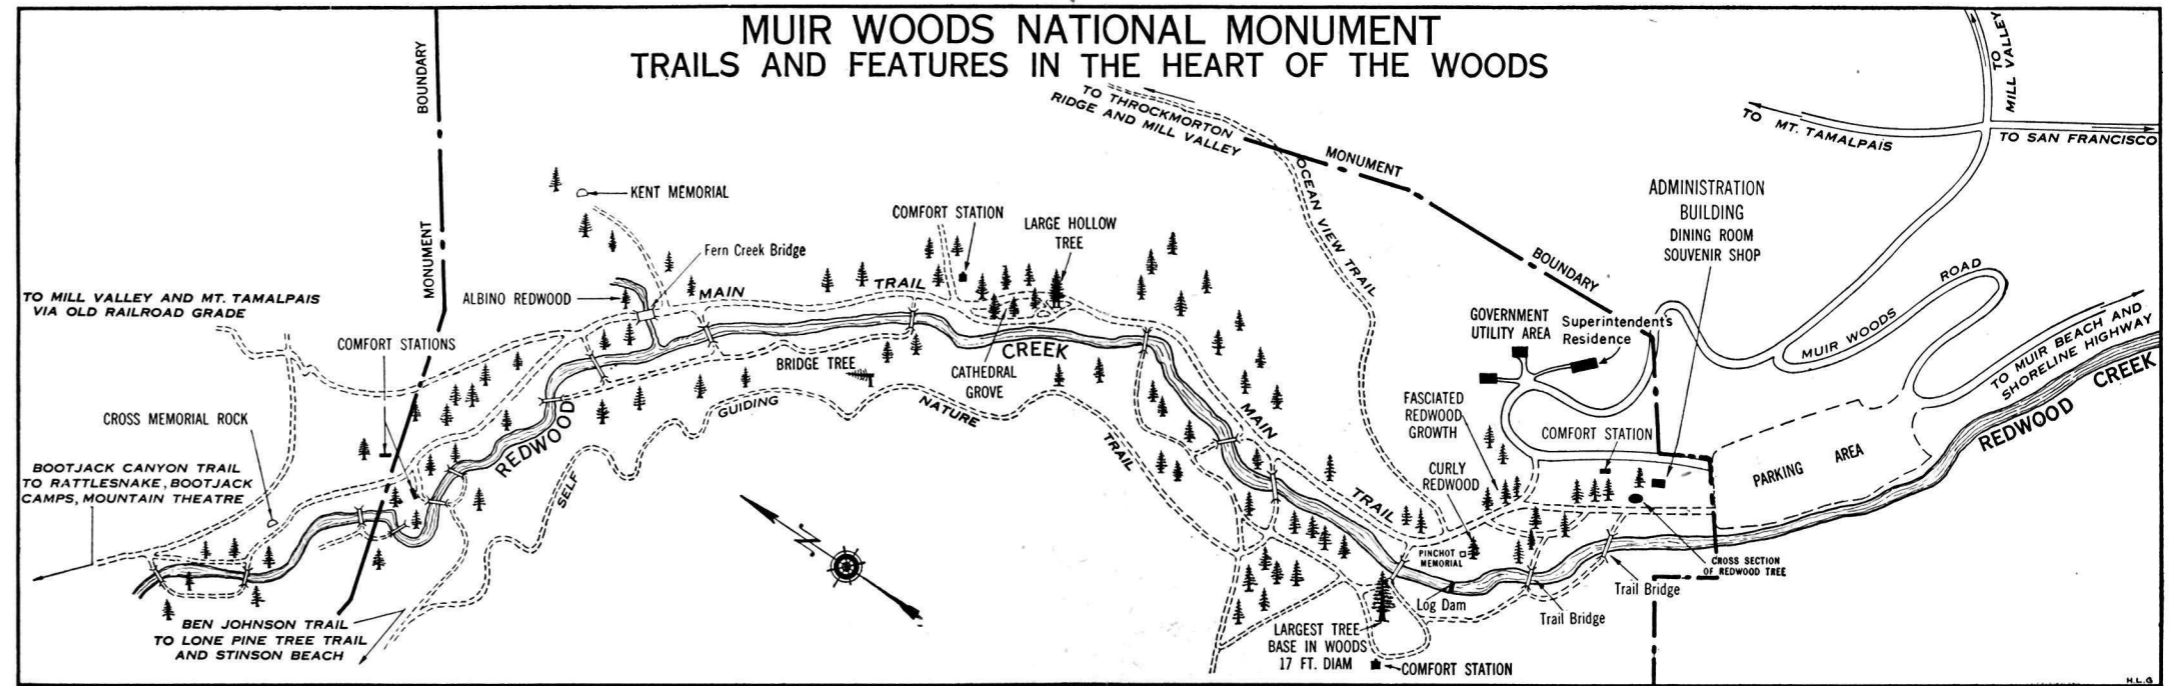 MUIR WOODS NATIONAL MONUMENT
TRAILS AND FEATURES IN THE HEART OF THE WOODS
BOUNDARY
MONUMENT
TO THROCKMORTON
RIDGE AND MILL VALLEY
MONUMENT
BOUNDARY
OCEAN VIEW TRAIL
TO
MILL VALLEY
TO MT. TAMALPAIS
TO SAN FRANCISCO
KENT MEMORIAL
COMFORT STATION
LARGE HOLLOW
TREE
Fern Creek Bridge
ALBINO REDWOOD
MAIN
TRAIL
TO MILL VALLEY AND MT. TAMALPAIS
VIA OLD RAILROAD GRADE
COMFORT STATIONS
CROSS MEMORIAL ROCK
BOOTJACK CANYON TRAIL
TO RATTLESNAKE, BOOTJACK
CAMPS, MOUNTAIN THEATRE
BEN JOHNSON TRAIL
TO LONE PINE TREE TRAIL
AND STINSON BEACH
REDWOOD
CREEK
BRIDGE TREE
CATHEDRAL
GROVE
SELF
GUIDING
NATURE
TRAIL
N
MAIN
TRAIL
ADMINISTRATION
BUILDING
DINING ROOM
SOUVENIR SHOP
GOVERNMENT
UTILITY AREA
Superintendent's
Residence
MUIR WOODS ROAD
TO MUIR BEACH AND
SHORELINE HIGHWAY
REDWOOD CREEK
FASCIATED
REDWOOD
GROWTH
COMFORT STATION
CURLY
REDWOOD
PARKING AREA
PINCHOT
MEMORIAL
CROSS SECTION
OF REDWOOD TREE
Log Dam
Trail Bridge
Trail Bridge
LARGEST TREE
BASE IN WOODS
17 FT. DIAM
COMFORT STATION
H.L.G